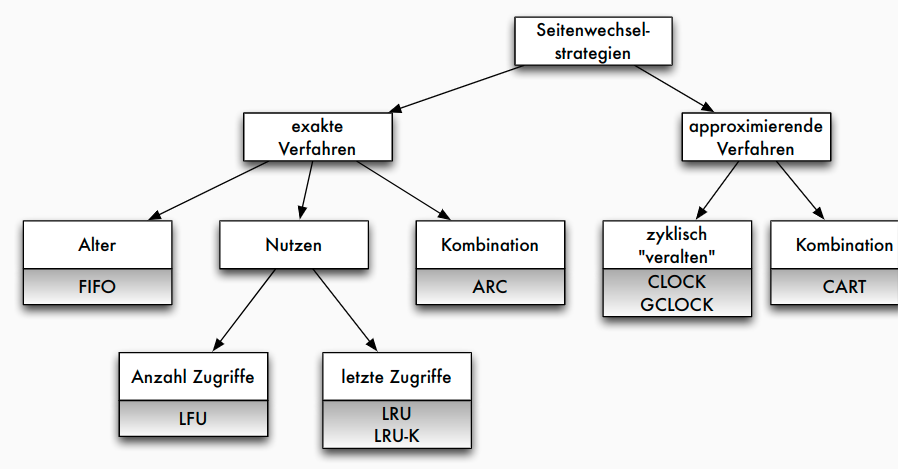 Seitenwechsel-
strategien
exakte
Verfahren
approximierende
Verfahren
Alter
FIFO
Nutzen
Kombination
ARC
zyklisch
"veralten"
CLOCK
GCLOCK
Kombination
CART
Anzahl Zugriffe
LFU
letzte Zugriffe
LRU
LRU-K